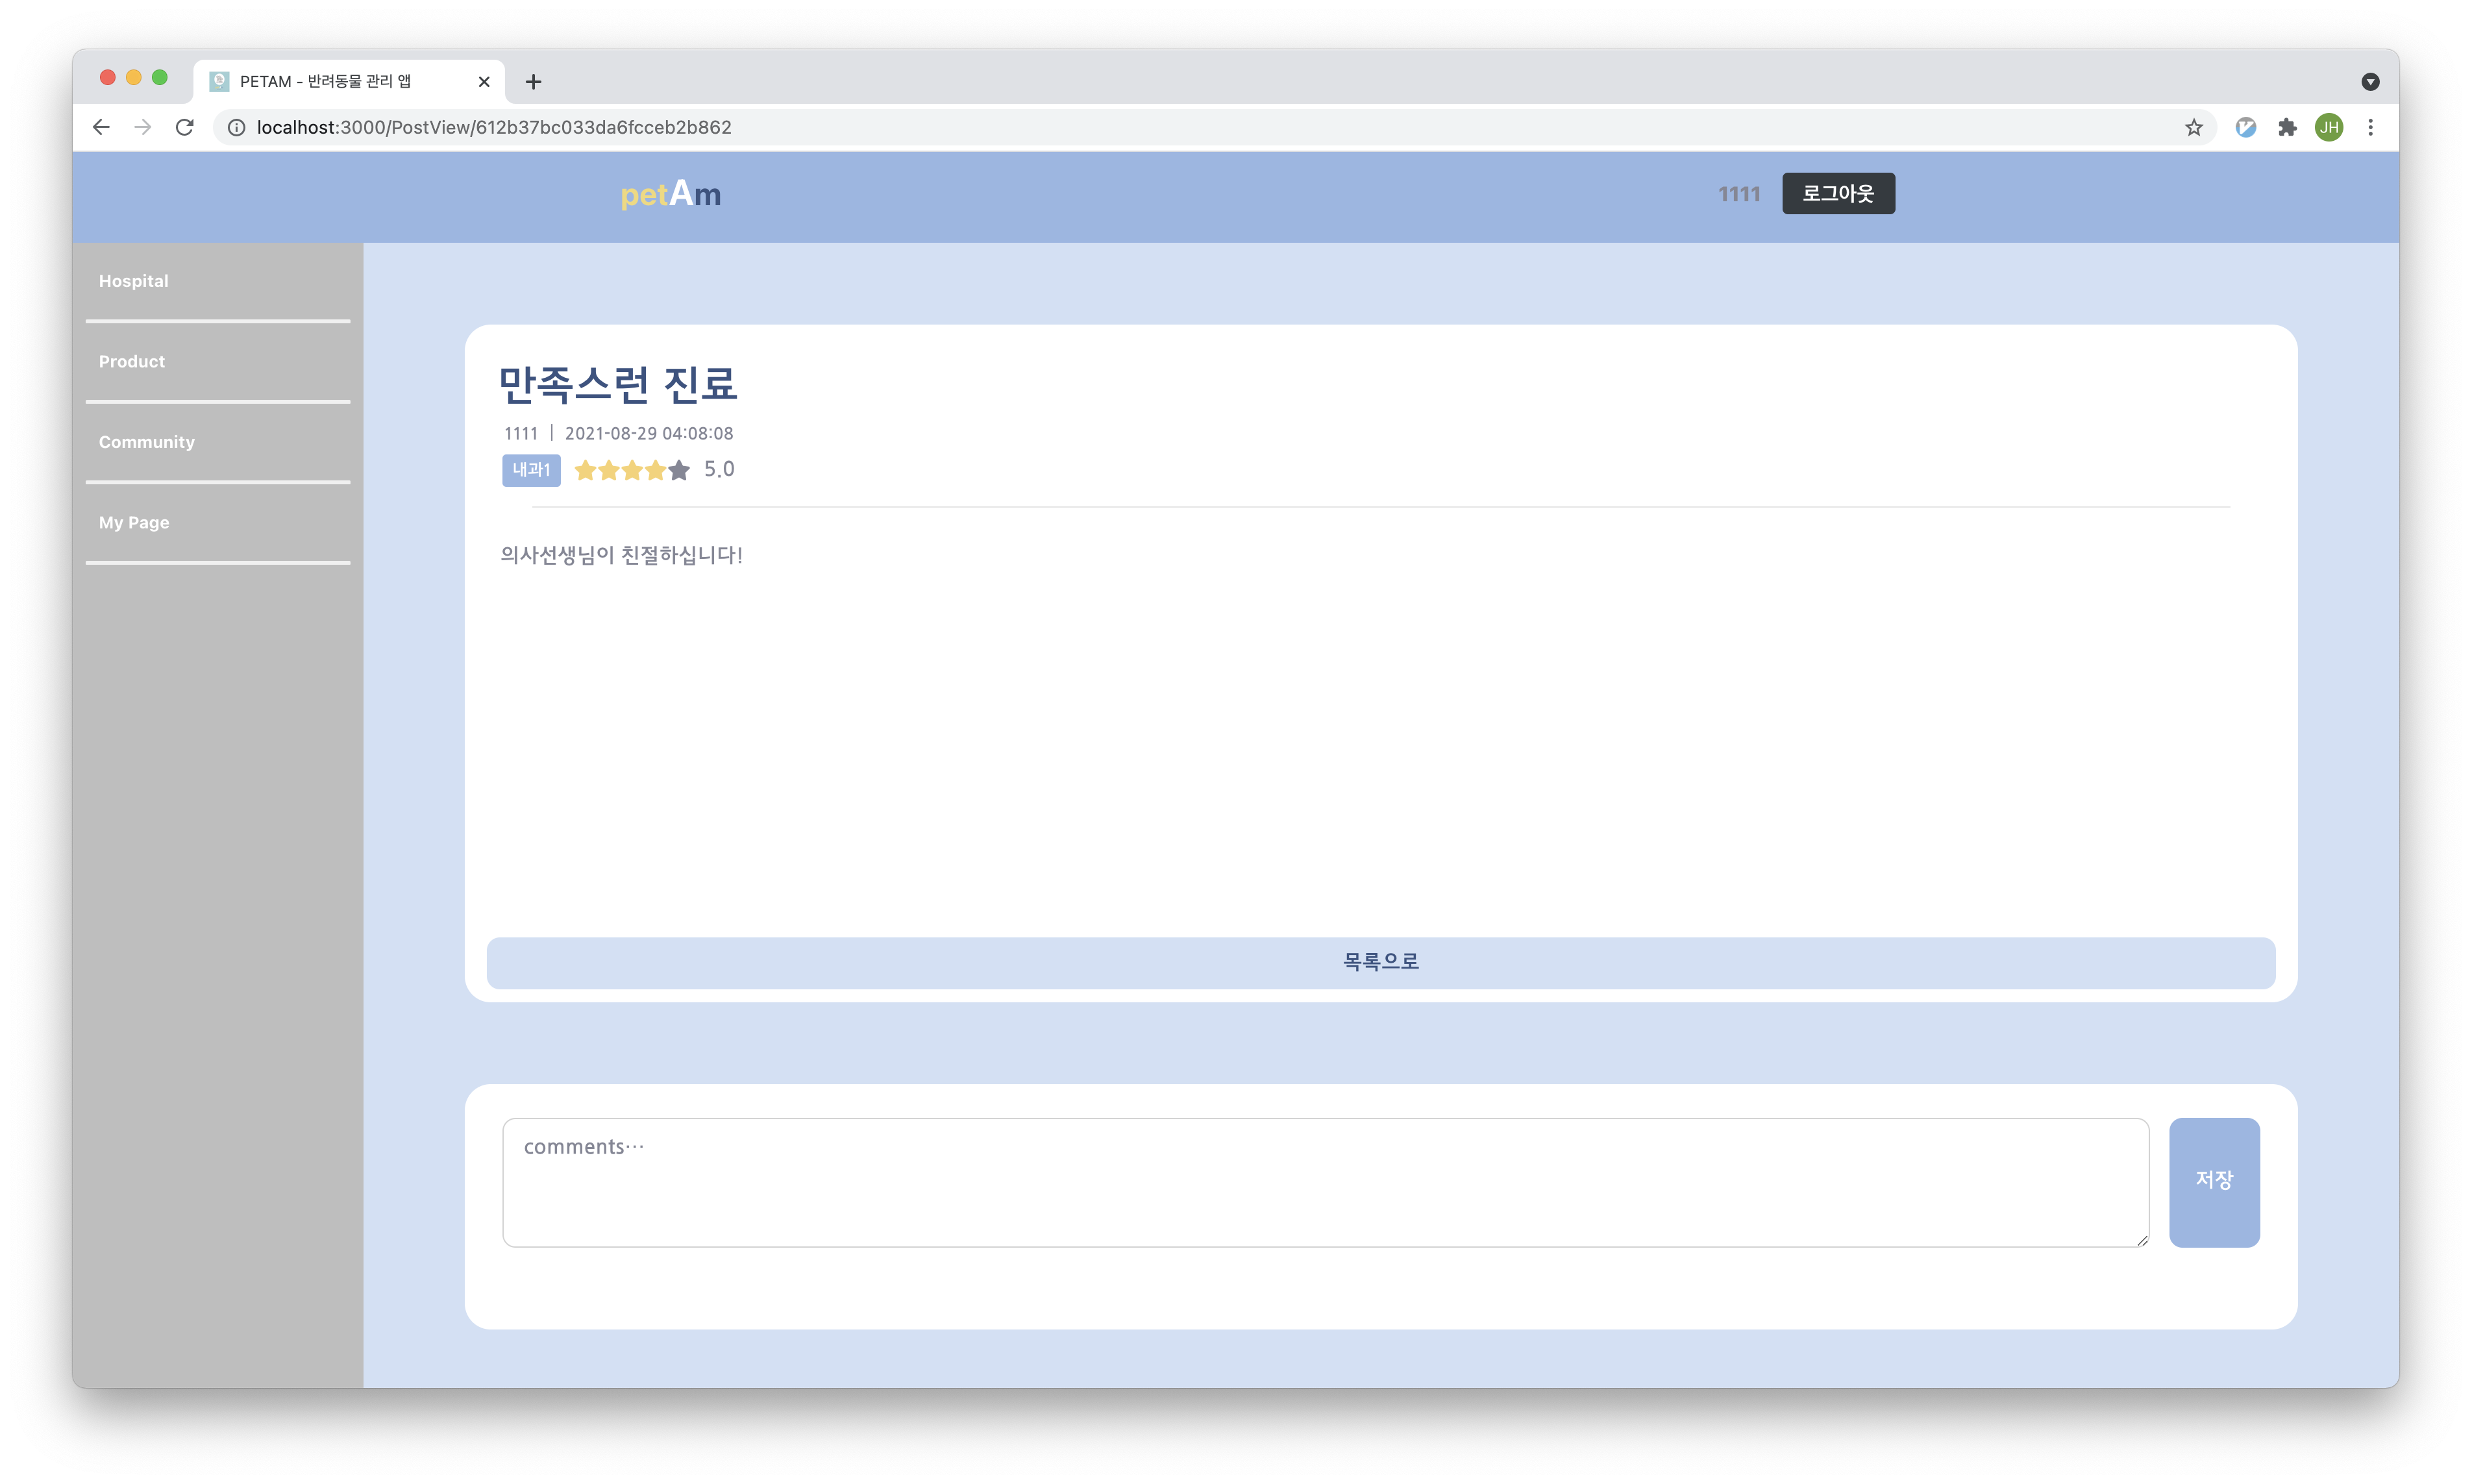 PETAM - 반려동물 관리 앱
localhost:3000/PostView/612b37bc033da6fcceb2b862
JH
petAm
1111 로그아웃
Hospital
Product
Community
My Page
만족스런 진료
1111 | 2021-08-29 04:08:08
내과1 5.0
의사선생님이 친절하십니다!
목록으로
comments…
저장